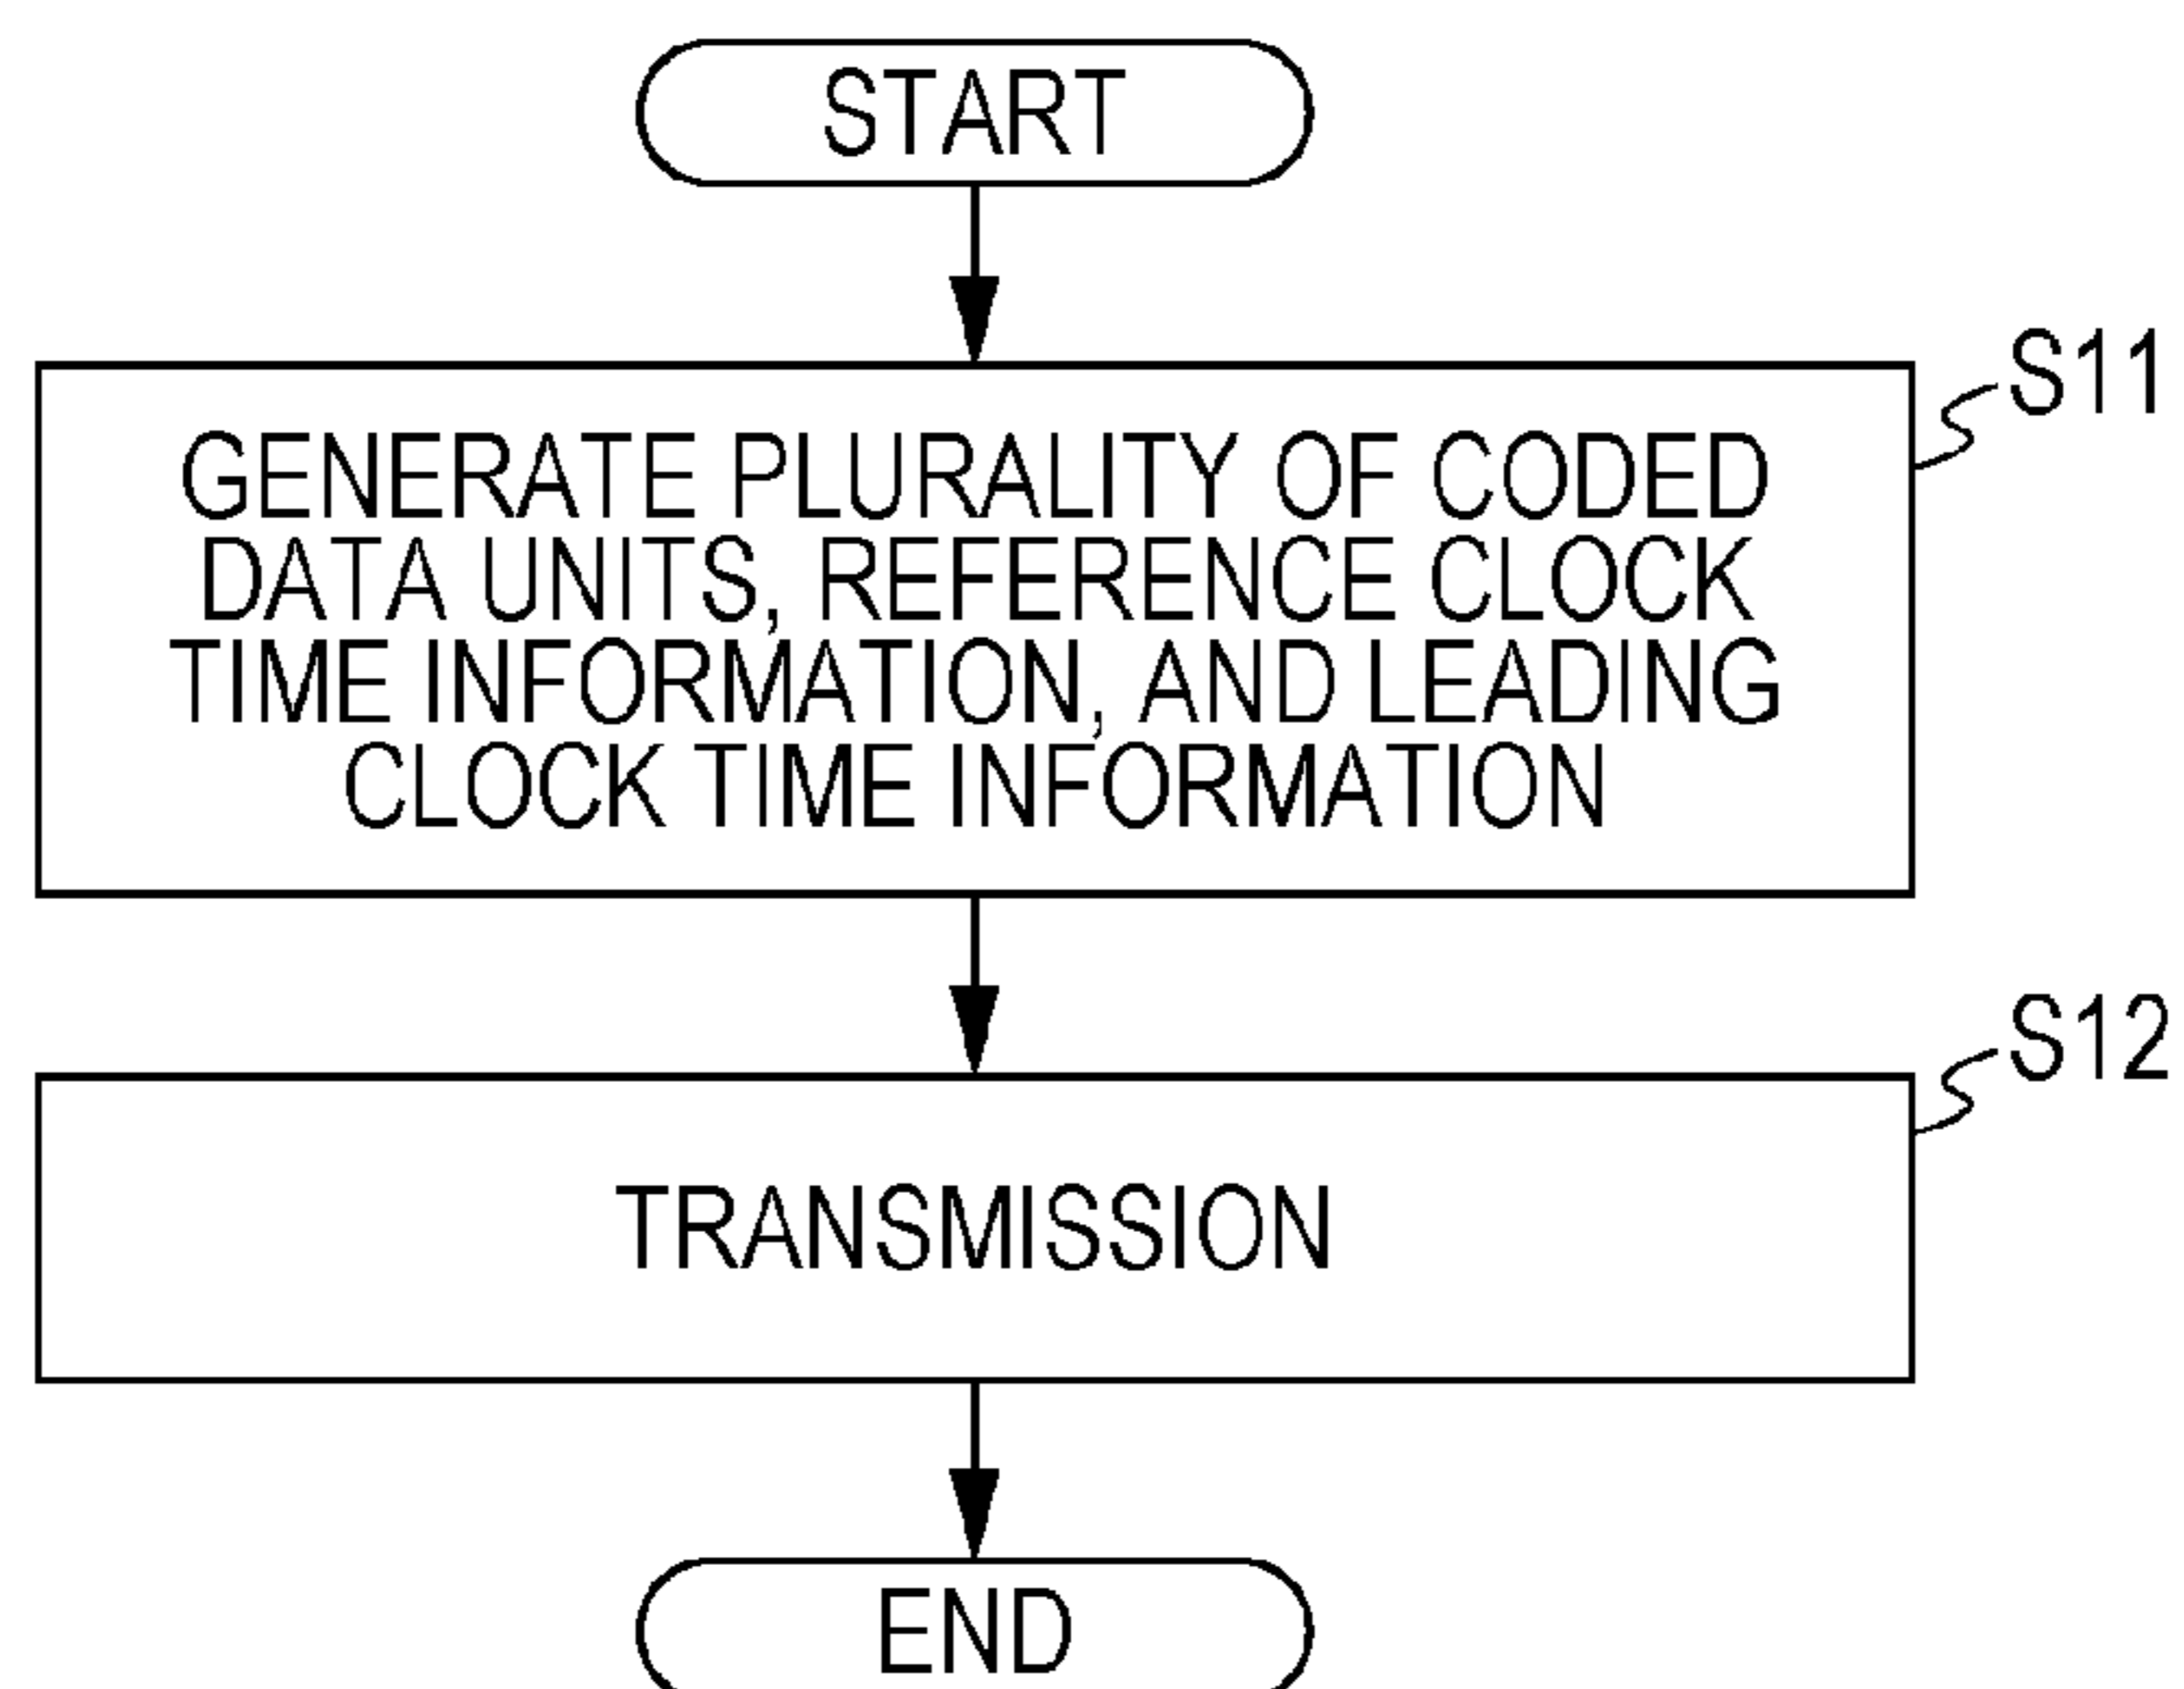 START
S11
GENERATE PLURALITY OF CODED
DATA UNITS, REFERENCE CLOCK
TIME INFORMATION, AND LEADING
CLOCK TIME INFORMATION
S12
TRANSMISSION
END